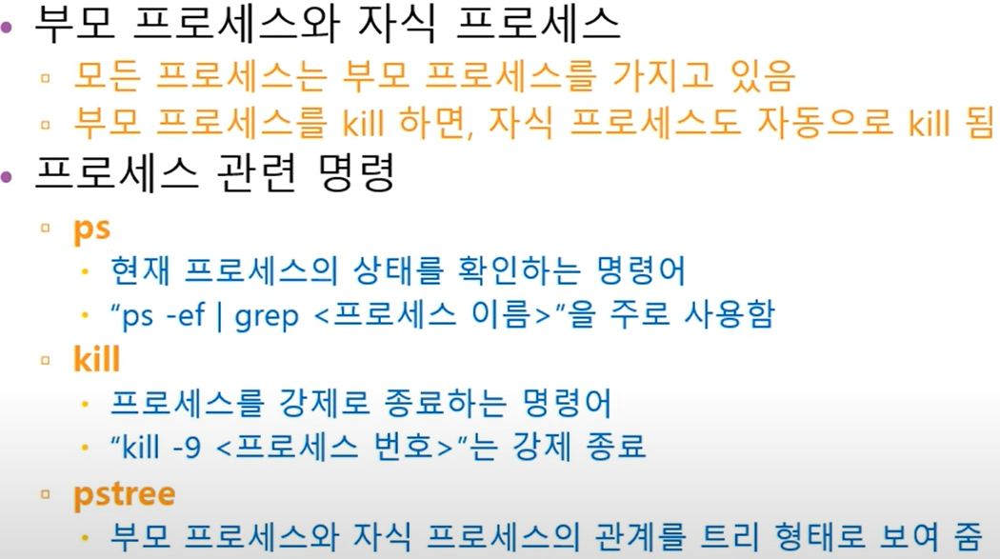 • 부모 프로세스와 자식 프로세스
▫ 모든 프로세스는 부모 프로세스를 가지고 있음
▫ 부모 프로세스를 kill 하면, 자식 프로세스도 자동으로 kill 됨
• 프로세스 관련 명령
▫ ps
• 현재 프로세스의 상태를 확인하는 명령어
• “ps -ef | grep <프로세스 이름>”을 주로 사용함
▫ kill
• 프로세스를 강제로 종료하는 명령어
• “kill -9 <프로세스 번호>”는 강제 종료
▫ pstree
• 부모 프로세스와 자식 프로세스의 관계를 트리 형태로 보여 줌